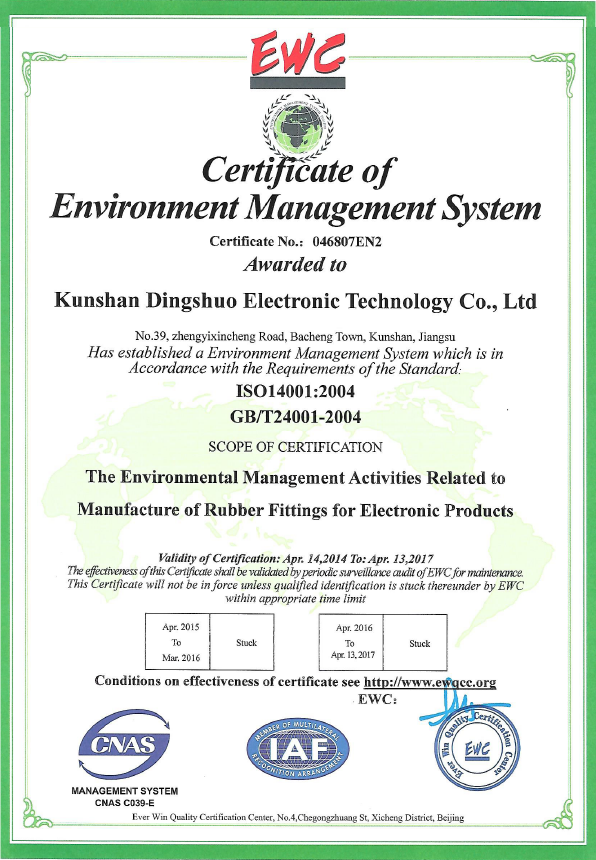 EWC
Certificate of
Environment Management System
Certificate No.: 046807EN2
Awarded to
Kunshan Dingshuo Electronic Technology Co., Ltd
No.39, zhengyixincheng Road, Bacheng Town, Kunshan, Jiangsu
Has established a Environment Management System which is in
Accordance with the Requirements of the Standard:
ISO14001:2004
GB/T24001-2004
SCOPE OF CERTIFICATION
The Environmental Management Activities Related to
Manufacture of Rubber Fittings for Electronic Products
Validity of Certification: Apr. 14,2014 To: Apr. 13,2017
The effectiveness of this Certificate shall be validated by periodic surveillance audit of EWC for maintenance.
This Certificate will not be in force unless qualified identification is stuck thereunder by EWC
within appropriate time limit
Apr. 2015
To
Mar. 2016
Stuck
Apr. 2016
To
Apr. 13, 2017
Stuck
Conditions on effectiveness of certificate see http://www.ewqcc.org
EWC:
CNAS
MANAGEMENT SYSTEM
CNAS C039-E
MEMBER OF MULTILATERAL
IAF
RECOGNITION ARRANGEMENT
Ever Win Quality Certification Center
EWC
Ever Win Quality Certification Center, No.4,Chegongzhuang St, Xicheng District, Beijing